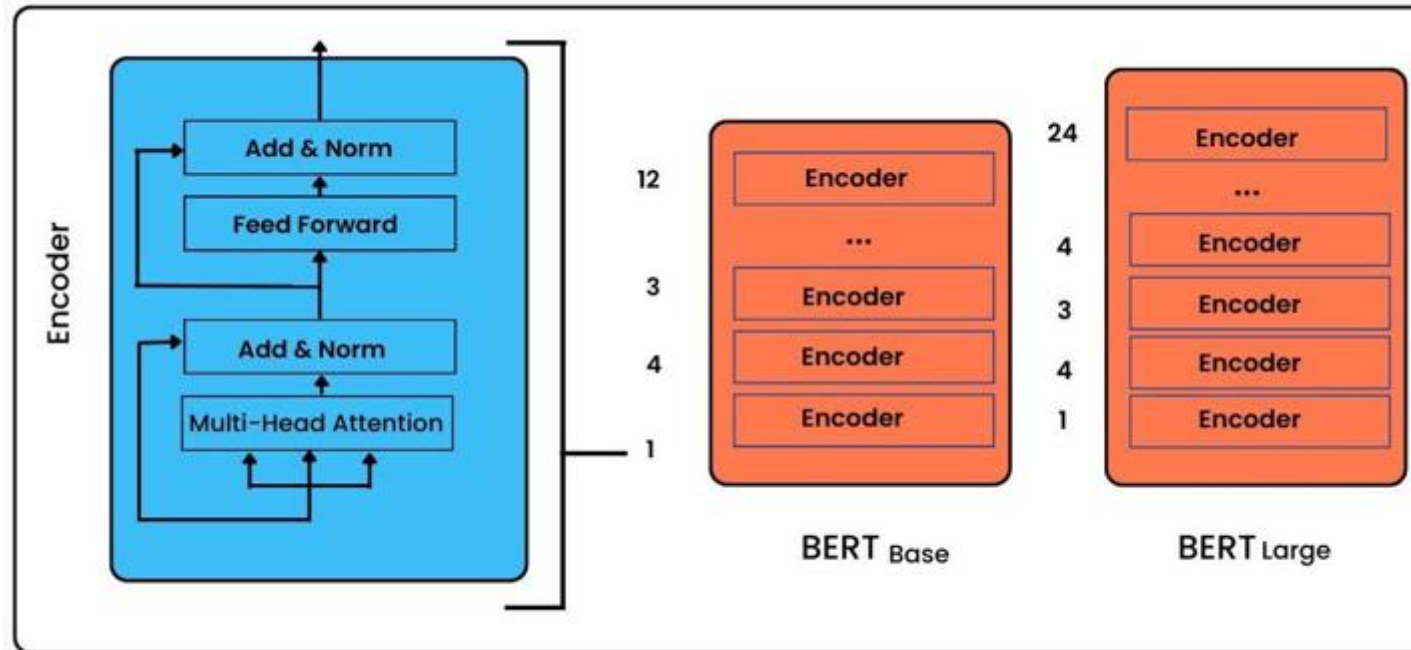 Encoder
Add & Norm
Feed Forward
Add & Norm
Multi-Head Attention
12
Encoder
...
3
Encoder
4
Encoder
1
Encoder
BERT Base
24
Encoder
...
4
Encoder
3
Encoder
4
Encoder
1
Encoder
BERT Large